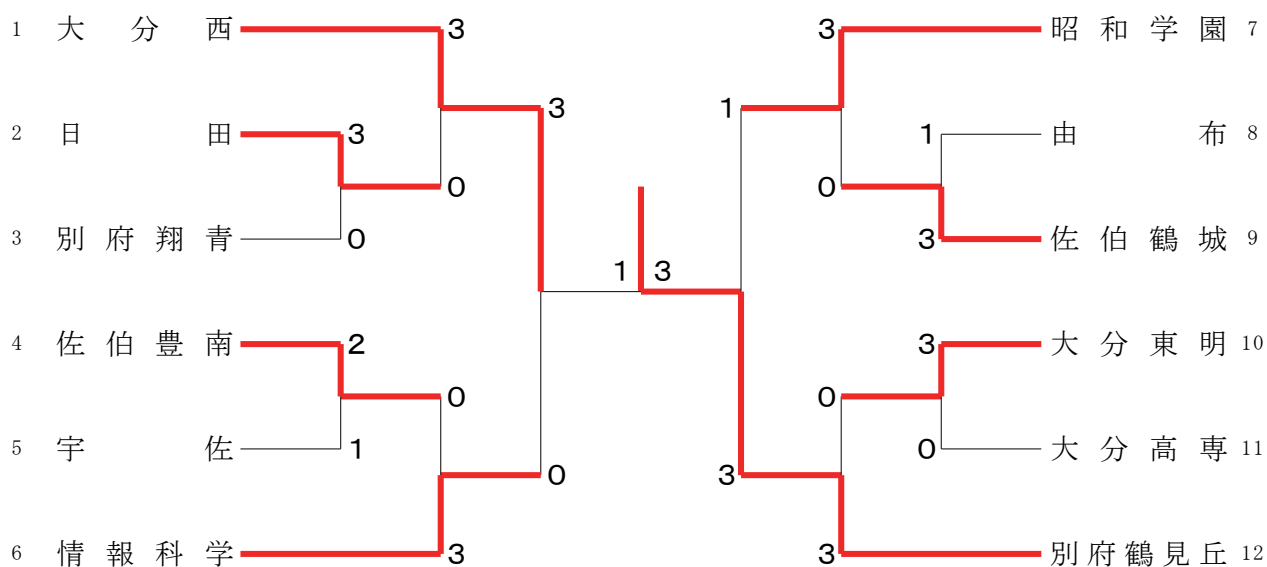 1 大分西 3 3 昭和学園 7
3 1
2 日田 3 1 由布 8
0 0
3 別府翔青 0 3 佐伯鶴城 9
1 3
4 佐伯豊南 2 3 大分東明 10
0 0
5 宇佐 1 0 大分高専 11
0 3
6 情報科学 3 3 別府鶴見丘 12